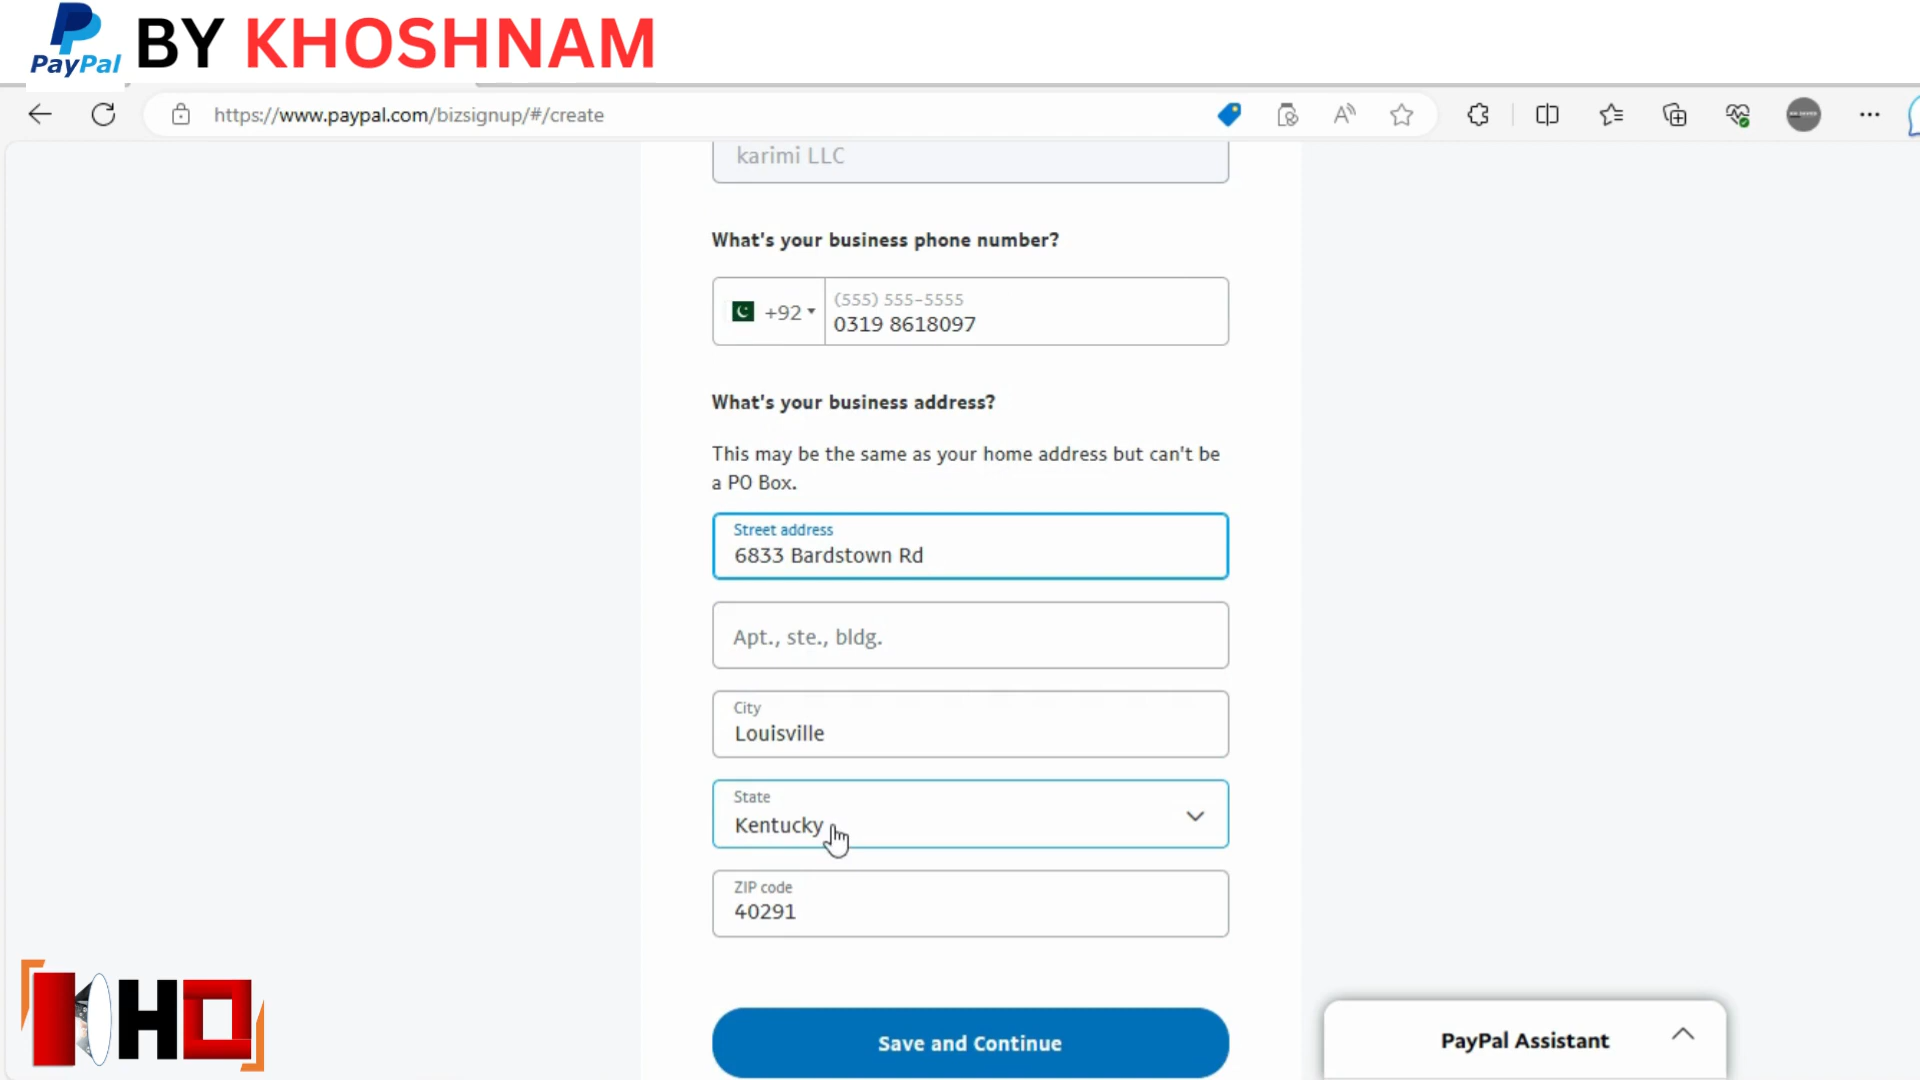 PayPal BY KHOSHNAM
https://www.paypal.com/bizsignup/#/create
karimi LLC
What's your business phone number?
+92
(555) 555-5555
0319 8618097
What's your business address?
This may be the same as your home address but can't be
a PO Box.
Street address
6833 Bardstown Rd
Apt., ste., bldg.
City
Louisville
State
Kentucky
ZIP code
40291
Save and Continue
PayPal Assistant
KHO